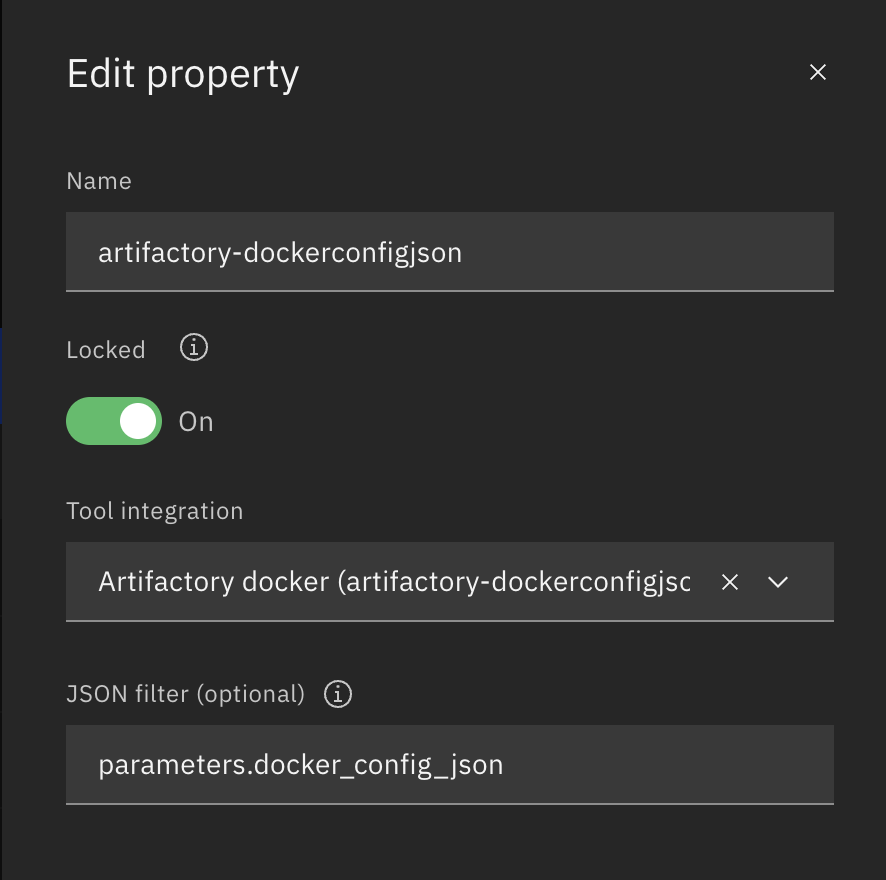 Edit property
Name
artifactory-dockerconfigjson
Locked
On
Tool integration
Artifactory docker (artifactory-dockerconfigjsc
JSON filter (optional)
parameters.docker_config_json